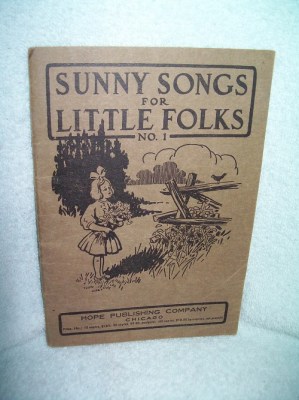 SUNNY SONGS
FOR
LITTLE FOLKS
NO. 1
HOPE PUBLISHING COMPANY
CHICAGO